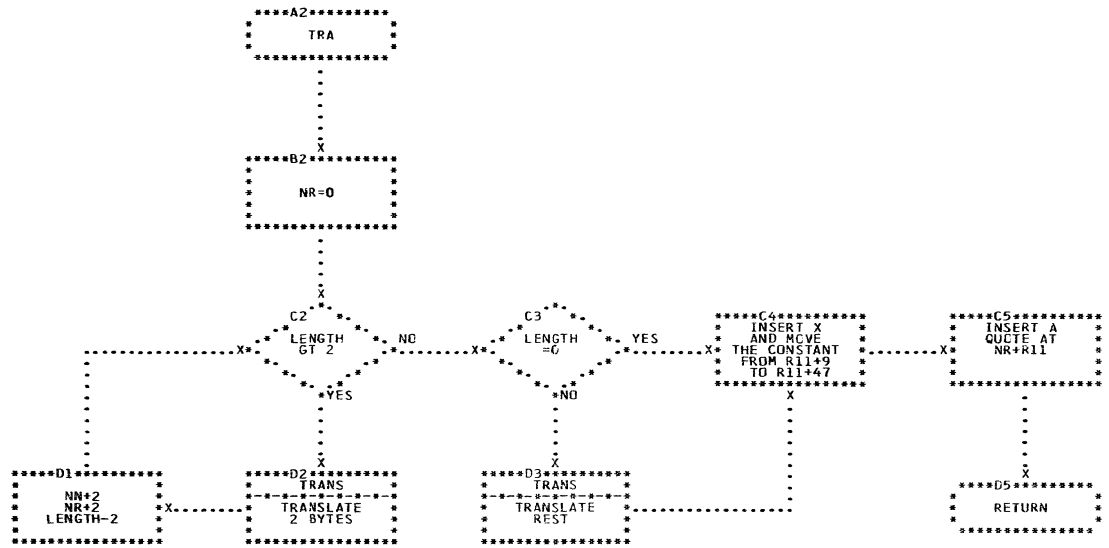 A2
TRA
B2
NR=0
C2
LENGTH
GT 2
NO
YES
C3
LENGTH
=0
YES
NO
C4
INSERT X
AND MOVE
THE CONSTANT
FROM R11+9
TO R11+47
C5
INSERT A
QUOTE AT
NR+R11
D1
NN+2
NR+2
LENGTH-2
D2
TRANS
TRANSLATE
2 BYTES
D3
TRANS
TRANSLATE
REST
D5
RETURN